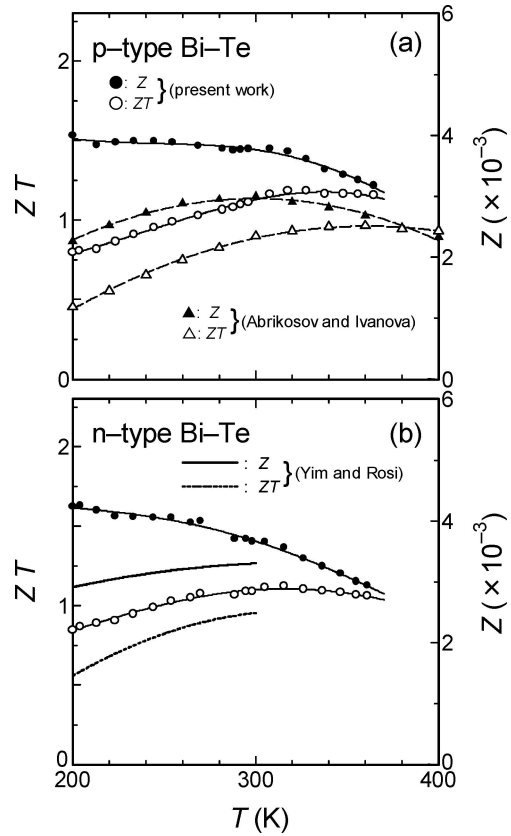 p–type Bi–Te
(a)
●: Z
○: ZT
} (present work)
▲: Z
△: ZT
} (Abrikosov and Ivanova)
2
1
0
ZT
6
4
2
0
Z (×10⁻³)
n–type Bi–Te
(b)
: Z
: ZT
} (Yim and Rosi)
2
1
0
ZT
6
4
2
0
Z (×10⁻³)
200
300
400
T (K)